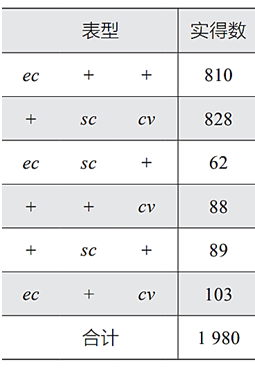 表型 实得数
ec + + 810
+ sc cv 828
ec sc + 62
+ + cv 88
+ sc + 89
ec + cv 103
合计 1 980